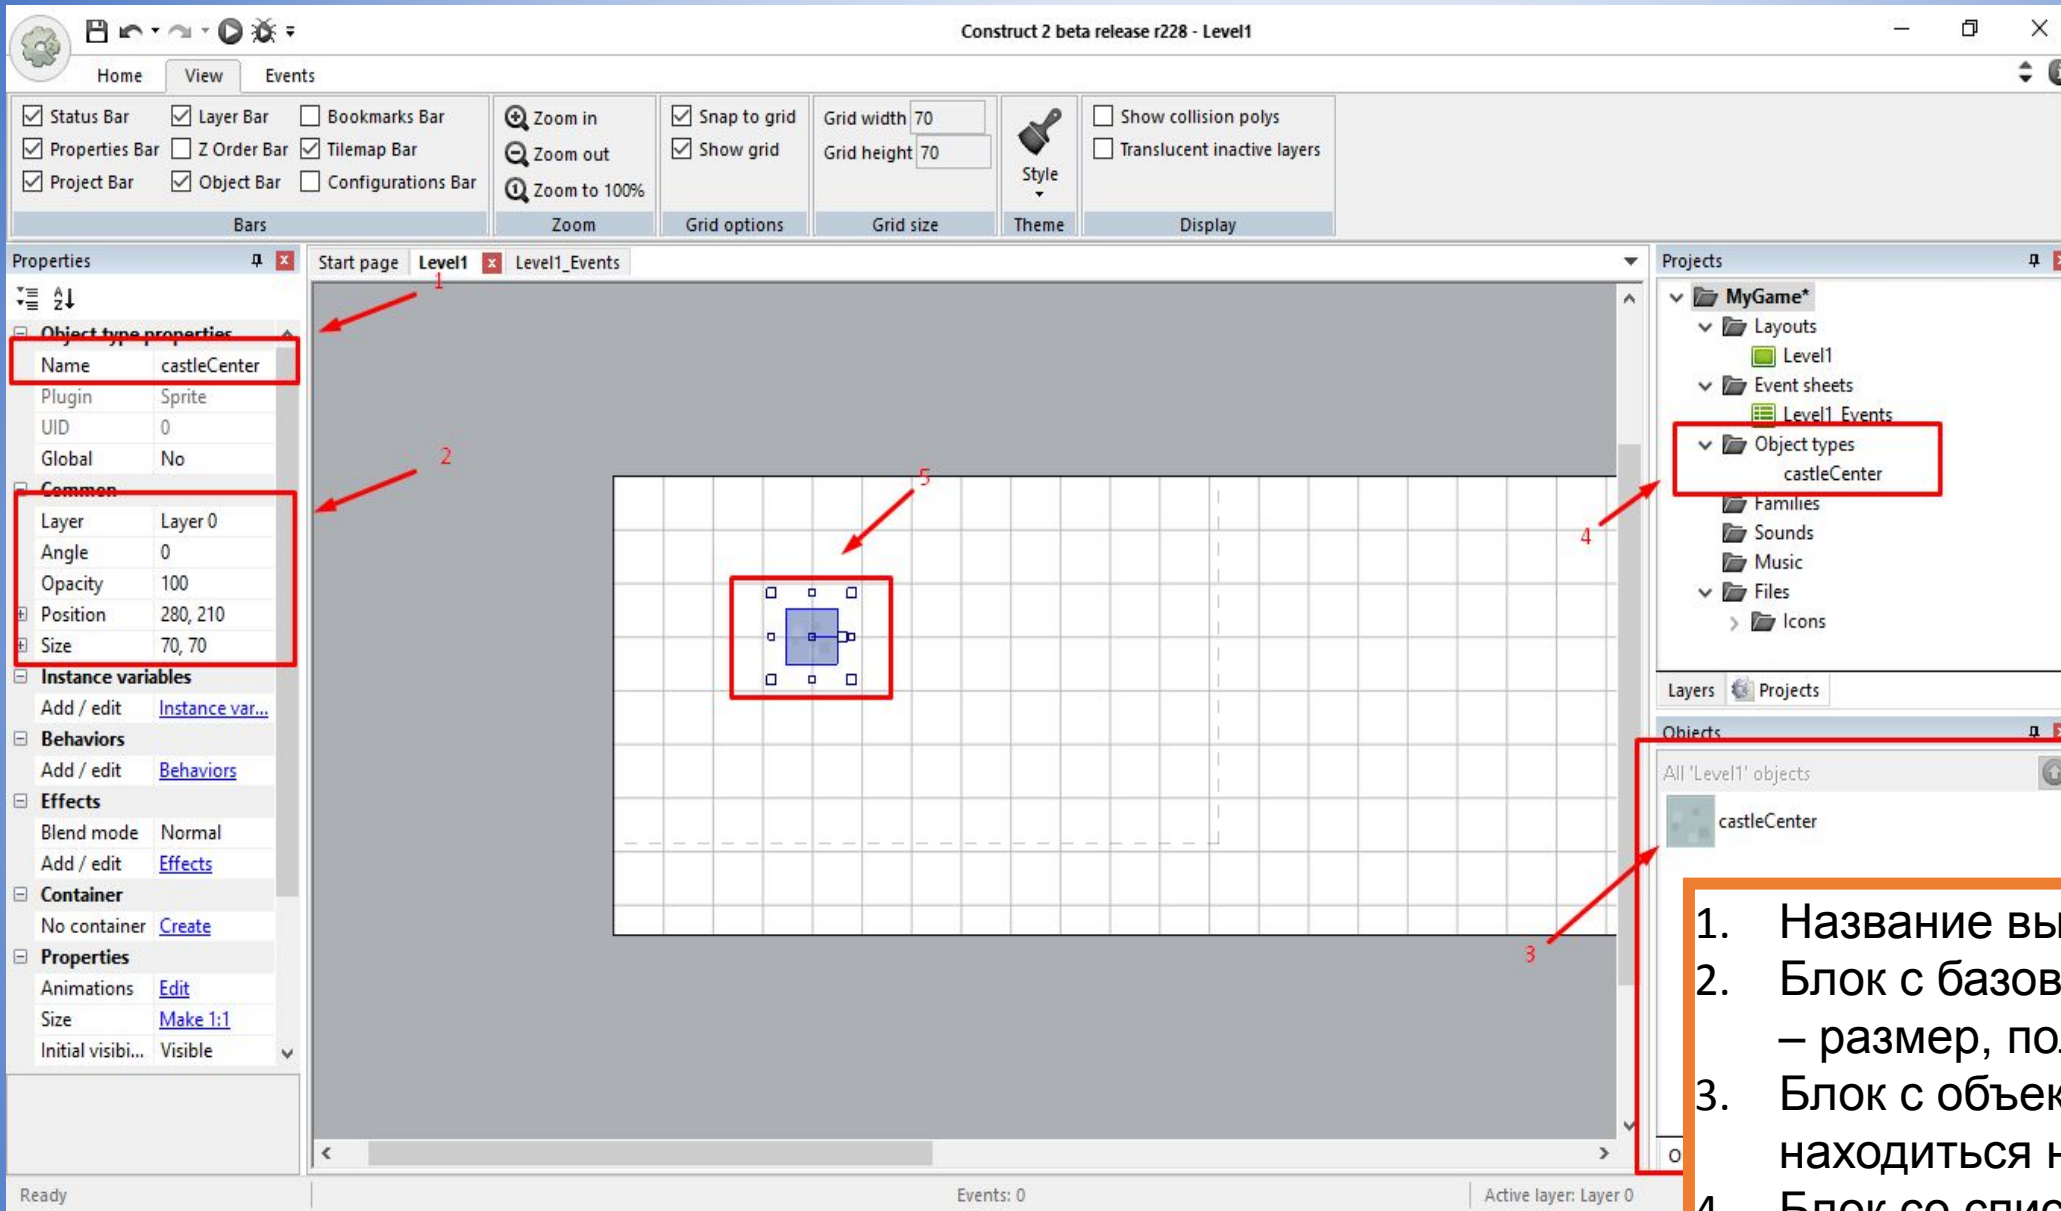 Construct 2 beta release r228 - Level1
Home View Events
Status Bar Layer Bar Bookmarks Bar
Properties Bar Z Order Bar Tilemap Bar
Project Bar Object Bar Configurations Bar
Bars
Zoom in
Zoom out
Zoom to 100%
Zoom
Snap to grid
Show grid
Grid options
Grid width 70
Grid height 70
Grid size
Style
Theme
Show collision polys
Translucent inactive layers
Display
Properties
Object type properties
Name castleCenter
Plugin Sprite
UID 0
Global No
Common
Layer Layer 0
Angle 0
Opacity 100
Position 280, 210
Size 70, 70
Instance variables
Add / edit Instance var...
Behaviors
Add / edit Behaviors
Effects
Blend mode Normal
Add / edit Effects
Container
No container Create
Properties
Animations Edit
Size Make 1:1
Initial visibi... Visible
Start page Level1 Level1_Events
1
2
5
4
3
Projects
MyGame*
Layouts
Level1
Event sheets
Level1_Events
Object types
castleCenter
Families
Sounds
Music
Files
Icons
Layers Projects
Objects
All 'Level1' objects
castleCenter
1. Название вы
2. Блок с базов
– размер, по
3. Блок с объек
находиться н
4. Блок со спис
Ready Events: 0 Active layer: Layer 0